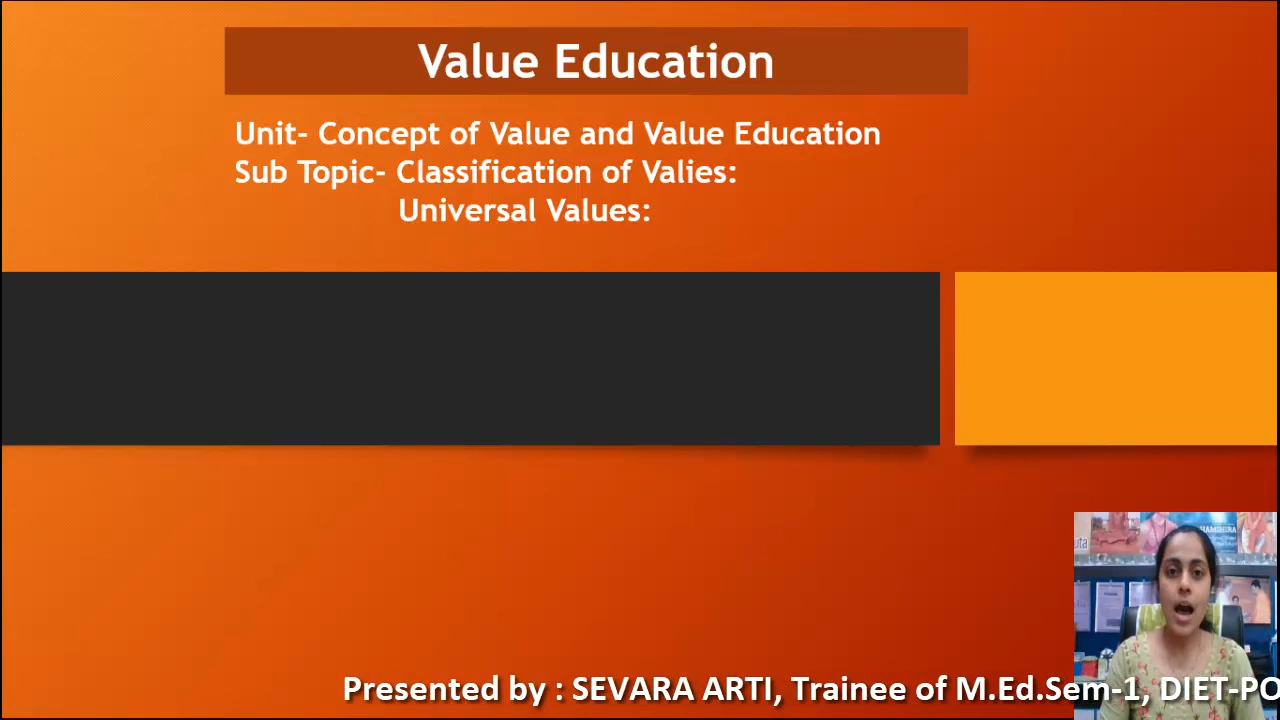 Value Education
Unit- Concept of Value and Value Education
Sub Topic- Classification of Valies:
Universal Values:
Presented by : SEVARA ARTI, Trainee of M.Ed.Sem-1, DIET-PO